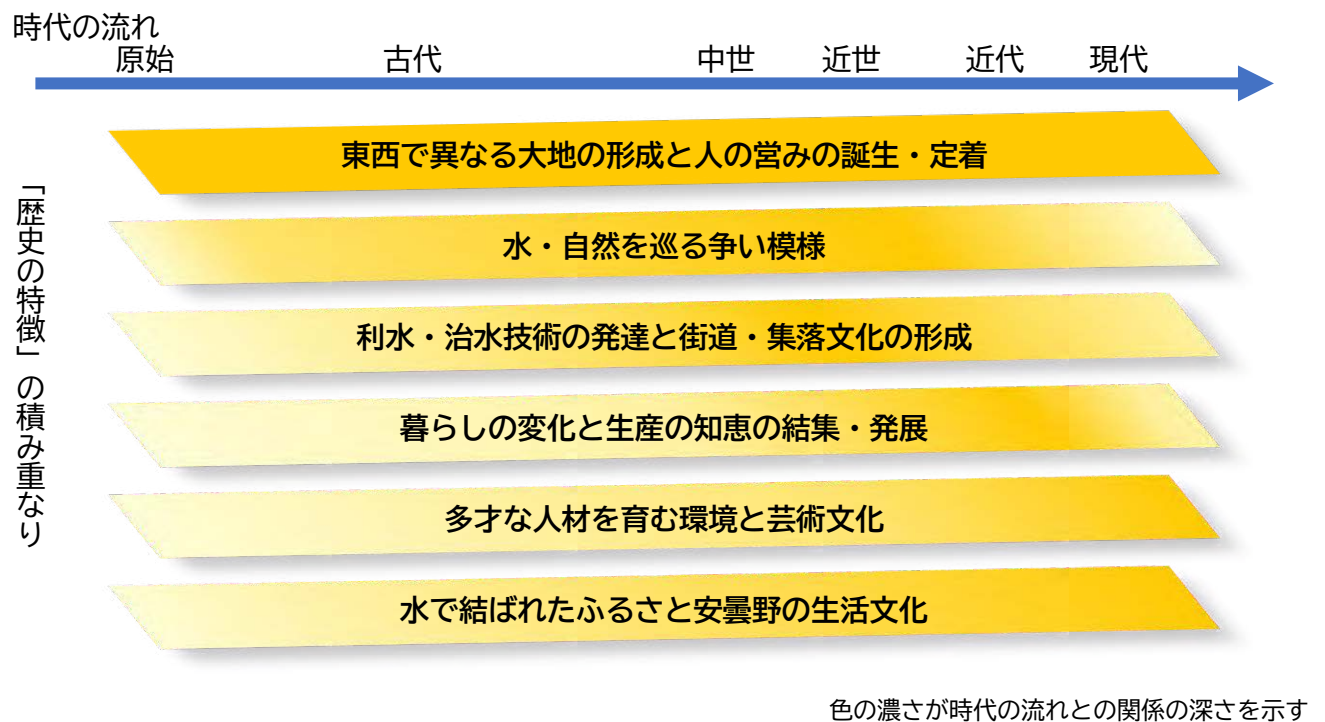 時代の流れ
原始 古代 中世 近世 近代 現代
「歴史の特徴」の積み重なり
東西で異なる大地の形成と人の営みの誕生・定着
水・自然を巡る争い模様
利水・治水技術の発達と街道・集落文化の形成
暮らしの変化と生産の知恵の結集・発展
多才な人材を育む環境と芸術文化
水で結ばれたふるさと安曇野の生活文化
色の濃さが時代の流れとの関係の深さを示す